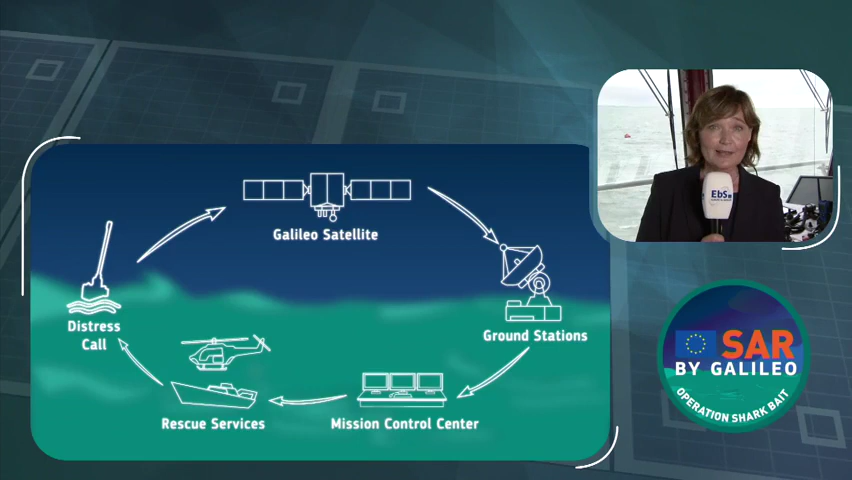 Galileo Satellite
Ground Stations
Mission Control Center
Rescue Services
Distress
Call
EbS
SAR
BY GALILEO
OPERATION SHARK BAIT